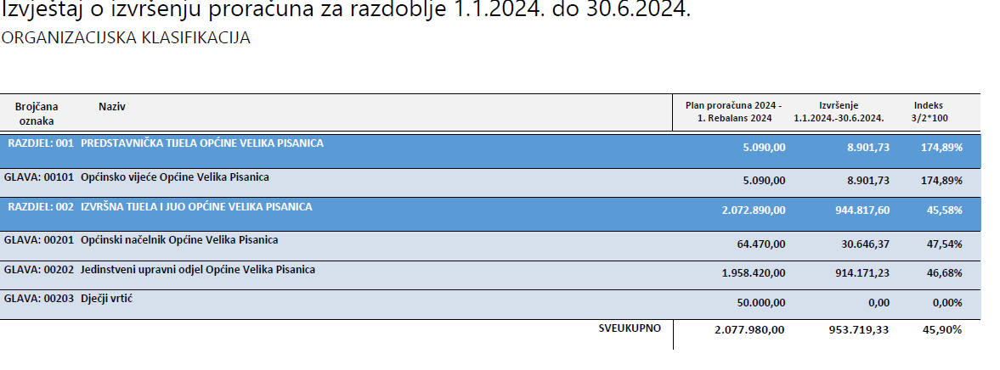 Izvještaj o izvršenju proračuna za razdoblje 1.1.2024. do 30.6.2024.
ORGANIZACIJSKA KLASIFIKACIJA
Brojčana oznaka Naziv Plan proračuna 2024 - 1. Rebalans 2024 Izvršenje 1.1.2024.-30.6.2024. Indeks 3/2*100
RAZDJEL: 001 PREDSTAVNIČKA TIJELA OPĆINE VELIKA PISANICA 5.090,00 8.901,73 174,89%
GLAVA: 00101 Općinsko vijeće Općine Velika Pisanica 5.090,00 8.901,73 174,89%
RAZDJEL: 002 IZVRŠNA TIJELA I JUO OPĆINE VELIKA PISANICA 2.072.890,00 944.817,60 45,58%
GLAVA: 00201 Općinski načelnik Općine Velika Pisanica 64.470,00 30.646,37 47,54%
GLAVA: 00202 Jedinstveni upravni odjel Općine Velika Pisanica 1.958.420,00 914.171,23 46,68%
GLAVA: 00203 Dječji vrtić 50.000,00 0,00 0,00%
SVEUKUPNO 2.077.980,00 953.719,33 45,90%